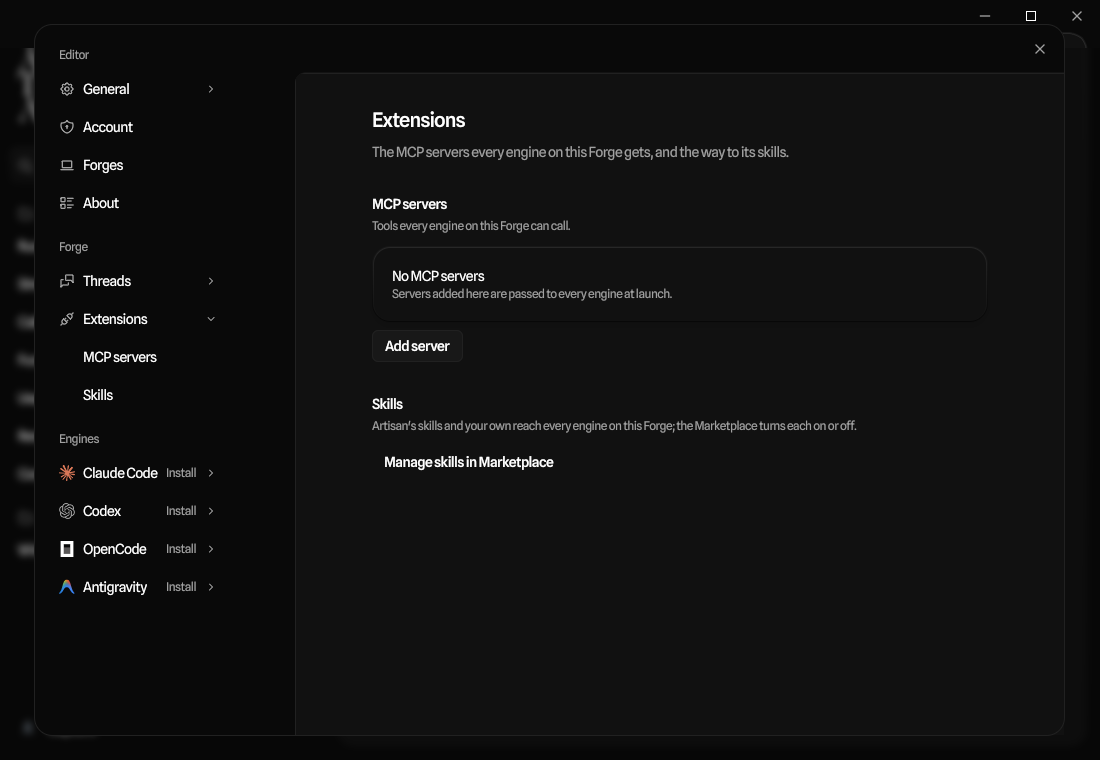 Editor
General
Account
Forges
About
Forge
Threads
Extensions
MCP servers
Skills
Engines
Claude Code Install
Codex Install
OpenCode Install
Antigravity Install
Extensions
The MCP servers every engine on this Forge gets, and the way to its skills.
MCP servers
Tools every engine on this Forge can call.
No MCP servers
Servers added here are passed to every engine at launch.
Add server
Skills
Artisan's skills and your own reach every engine on this Forge; the Marketplace turns each on or off.
Manage skills in Marketplace